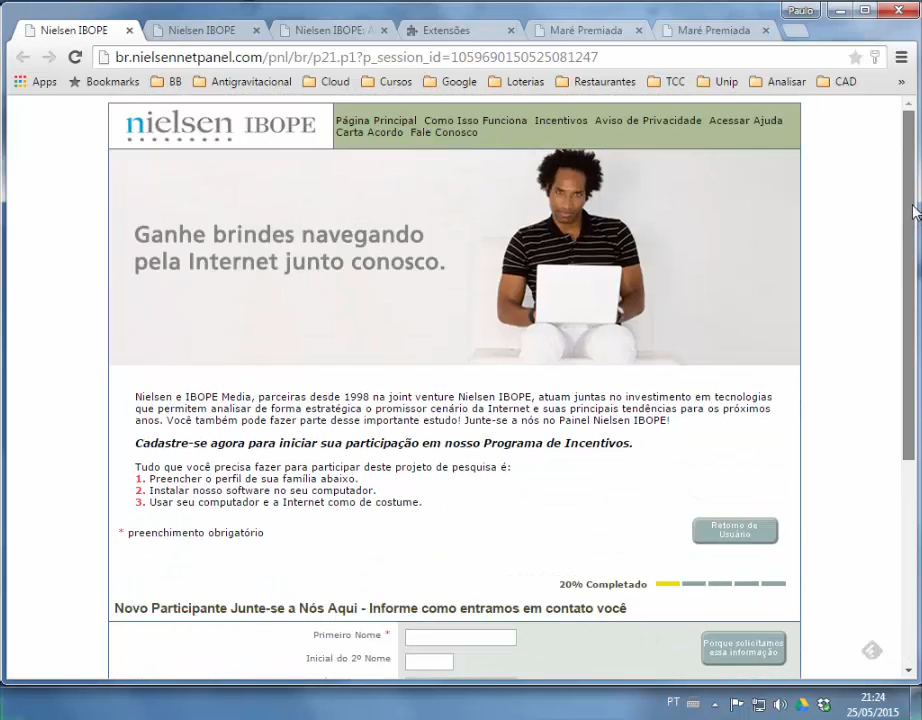 Paulo
Nielsen IBOPE
Nielsen IBOPE
Nielsen IBOPE: A
Extensões
Maré Premiada
Maré Premiada
br.nielsennetpanel.com/pnl/br/p21.p1?p_session_id=1059690150525081247
Apps Bookmarks BB Antigravitacional Cloud Cursos Google Loterias Restaurantes TCC Unip Analisar CAD »
nielsen IBOPE
Página Principal Como Isso Funciona Incentivos Aviso de Privacidade Acessar Ajuda
Carta Acordo Fale Conosco
Ganhe brindes navegando
pela Internet junto conosco.
Nielsen e IBOPE Media, parceiras desde 1998 na joint venture Nielsen IBOPE, atuam juntas no investimento em tecnologias
que permitem analisar de forma estratégica o promissor cenário da Internet e suas principais tendências para os próximos
anos. Você também pode fazer parte desse importante estudo! Junte-se a nós no Painel Nielsen IBOPE!
Cadastre-se agora para iniciar sua participação em nosso Programa de Incentivos.
Tudo que você precisa fazer para participar deste projeto de pesquisa é:
1. Preencher o perfil de sua família abaixo.
2. Instalar nosso software no seu computador.
3. Usar seu computador e a Internet como de costume.
* preenchimento obrigatório
Retorno de
Usuário
20% Completado
Novo Participante Junte-se a Nós Aqui - Informe como entramos em contato você
Primeiro Nome *
Porque solicitamos
essa informação
Inicial do 2º Nome
PT
21:24
25/05/2015